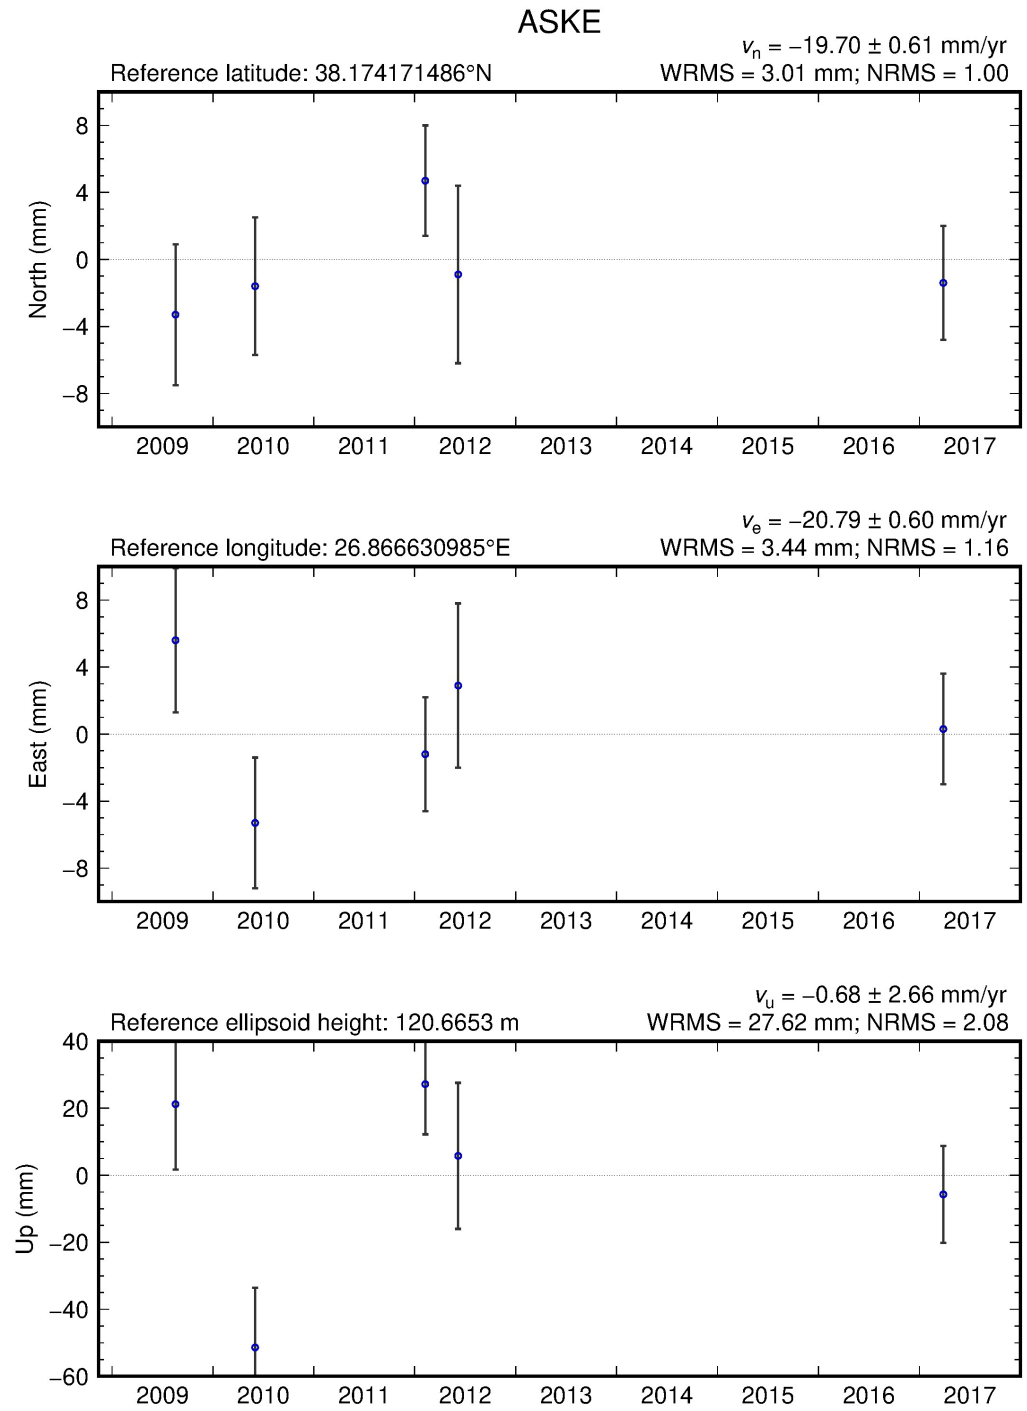 ASKE
vn = −19.70 ± 0.61 mm/yr
Reference latitude: 38.174171486°N WRMS = 3.01 mm; NRMS = 1.00
8
4
0
−4
−8
North (mm)
2009 2010 2011 2012 2013 2014 2015 2016 2017
ve = −20.79 ± 0.60 mm/yr
Reference longitude: 26.866630985°E WRMS = 3.44 mm; NRMS = 1.16
8
4
0
−4
−8
East (mm)
2009 2010 2011 2012 2013 2014 2015 2016 2017
vu = −0.68 ± 2.66 mm/yr
Reference ellipsoid height: 120.6653 m WRMS = 27.62 mm; NRMS = 2.08
40
20
0
−20
−40
−60
Up (mm)
2009 2010 2011 2012 2013 2014 2015 2016 2017